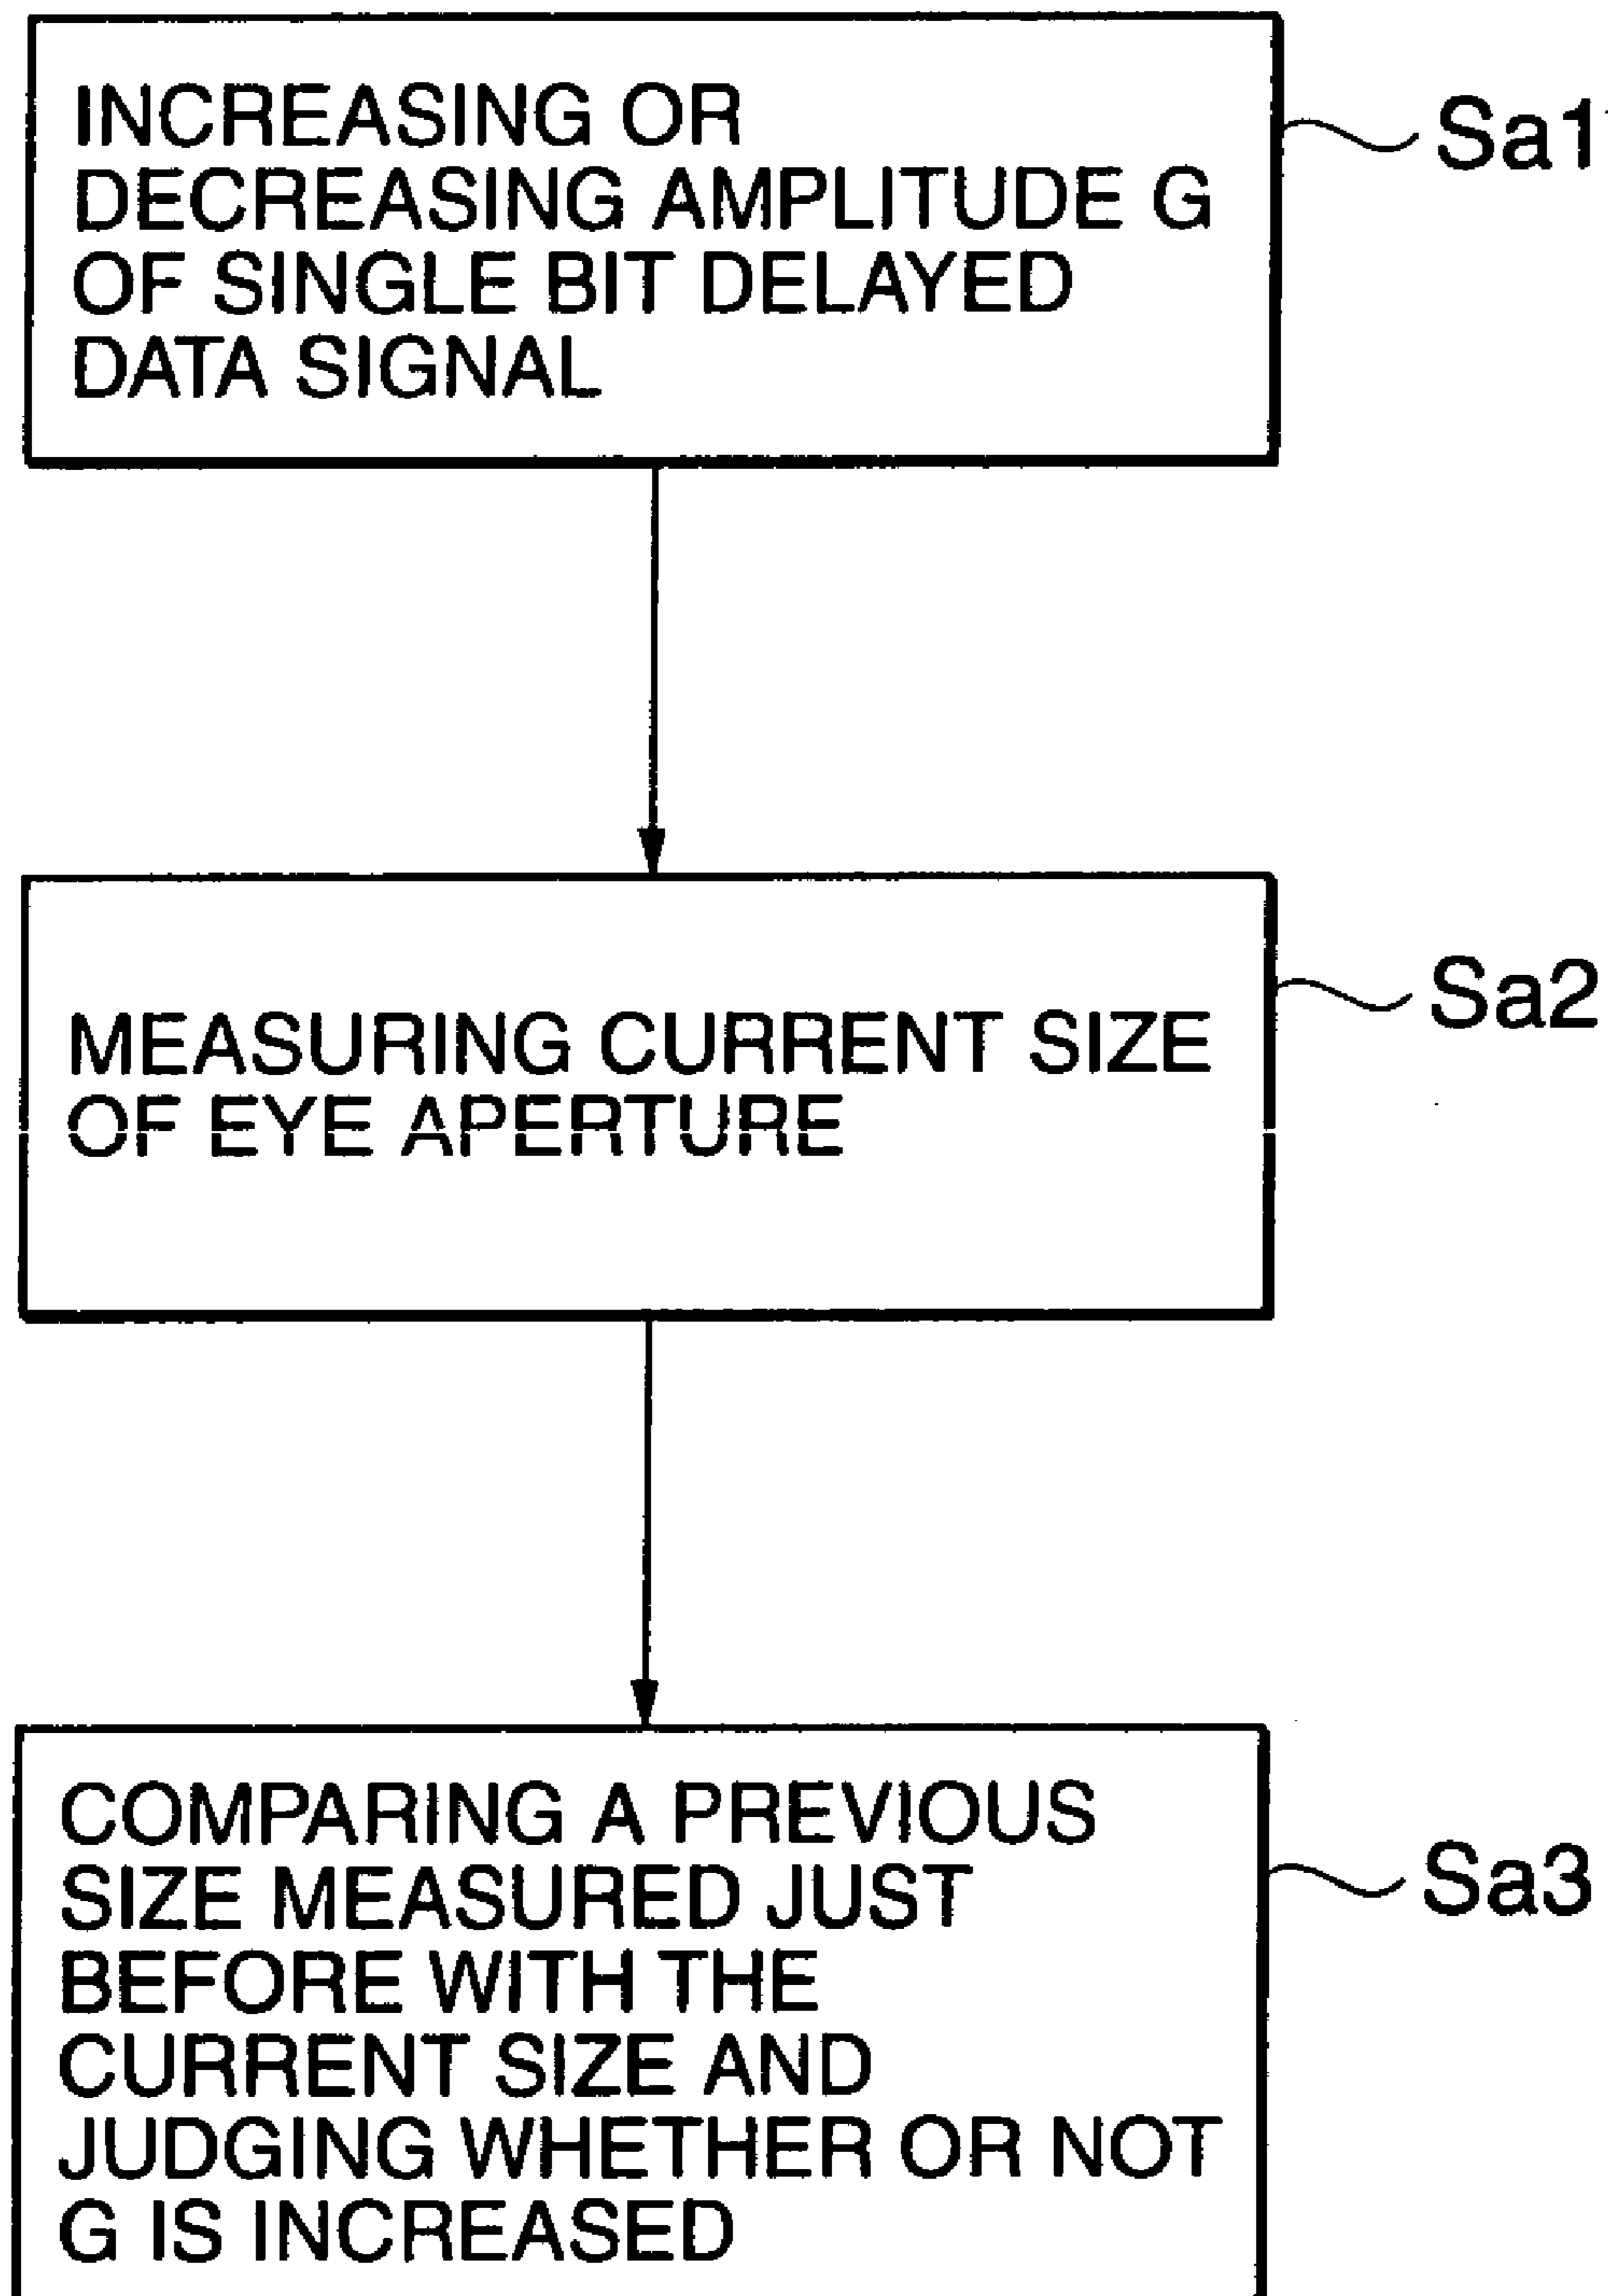 INCREASING OR
DECREASING AMPLITUDE G
OF SINGLE BIT DELAYED
DATA SIGNAL
Sa1
MEASURING CURRENT SIZE
OF EYE APERTURE
Sa2
COMPARING A PREVIOUS
SIZE MEASURED JUST
BEFORE WITH THE
CURRENT SIZE AND
JUDGING WHETHER OR NOT
G IS INCREASED
Sa3